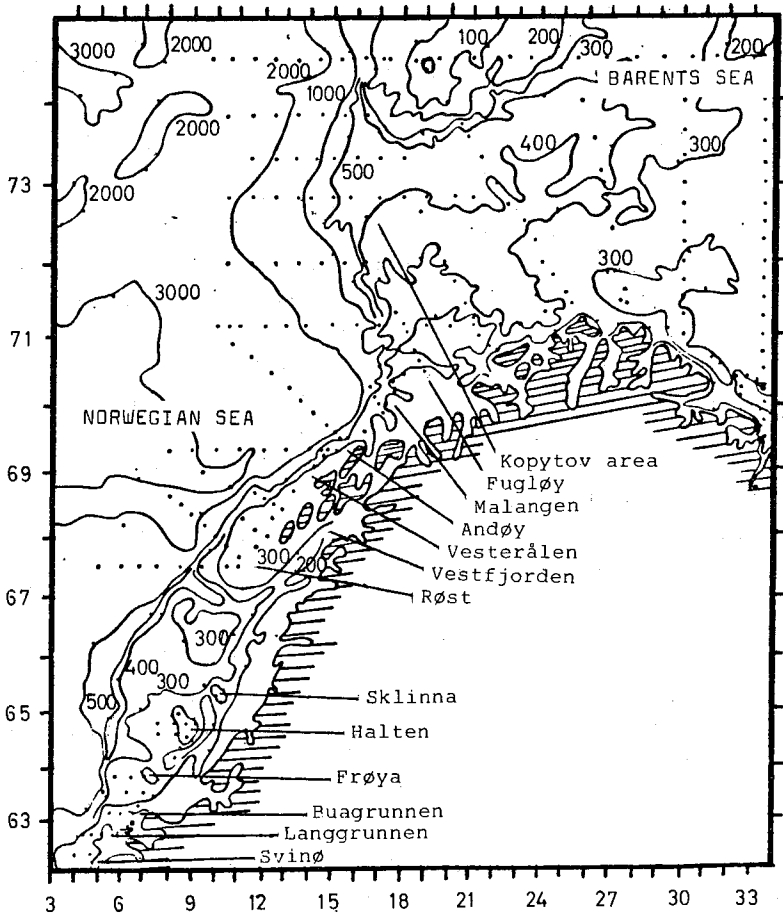 100 200 300 200
3000 2000 2000
1000
BARENTS SEA
2000
400 300
500
73
2000
300
3000
71
NORWEGIAN SEA
Kopytov area
69
Fugløy
Malangen
Andøy
Vesterålen
300 200
Vestfjorden
67
Røst
300
400
300
500
Sklinna
65
Halten
Frøya
63
Buagrunnen
Langgrunnen
Svinø
3 6 9 12 15 18 21 24 27 30 33